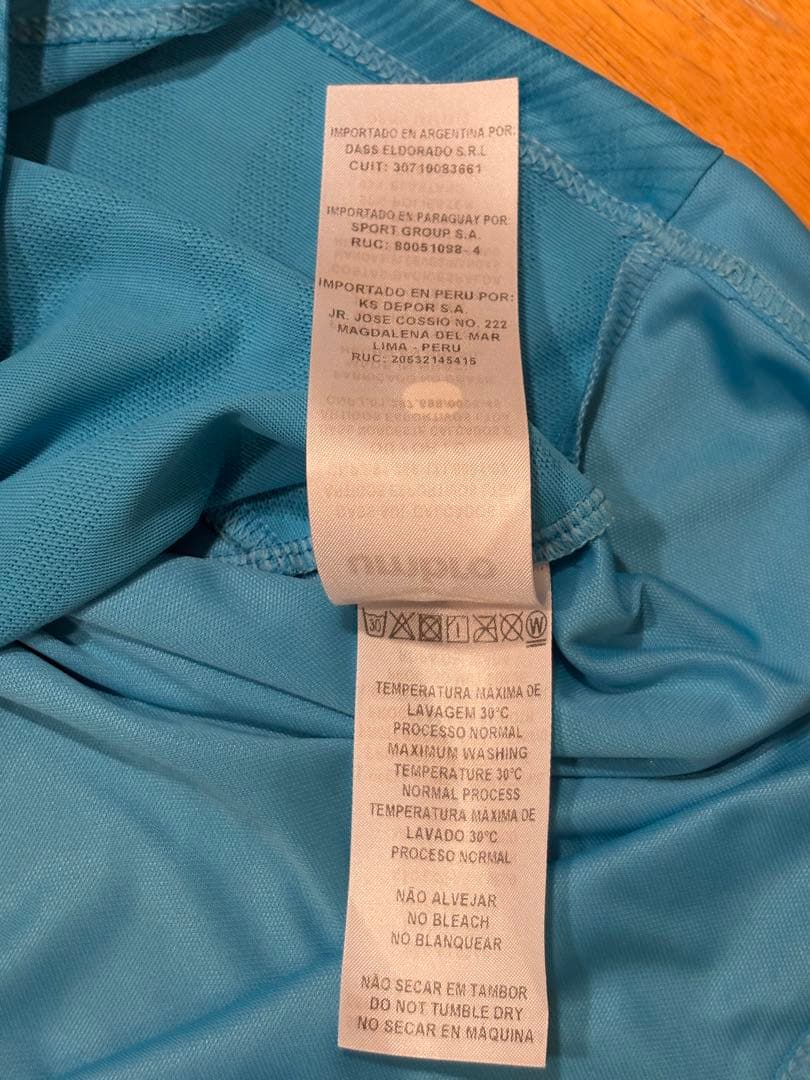 IMPORTADO EN ARGENTINA POR:
DASS ELDORADO S.R.L
CUIT: 30710083661
IMPORTADO EN PARAGUAY POR:
SPORT GROUP S.A.
RUC: 80051098-4
IMPORTADO EN PERU POR:
KS DEPOR S.A.
JR. JOSE COSSIO NO. 222
MAGDALENA DEL MAR
LIMA - PERU
RUC: 20532145415
30 W
TEMPERATURA MÁXIMA DE
LAVAGEM 30°C
PROCESSO NORMAL
MAXIMUM WASHING
TEMPERATURE 30°C
NORMAL PROCESS
TEMPERATURA MÁXIMA DE
LAVADO 30°C
PROCESO NORMAL
NÃO ALVEJAR
NO BLEACH
NO BLANQUEAR
NÃO SECAR EM TAMBOR
DO NOT TUMBLE DRY
NO SECAR EN MÁQUINA